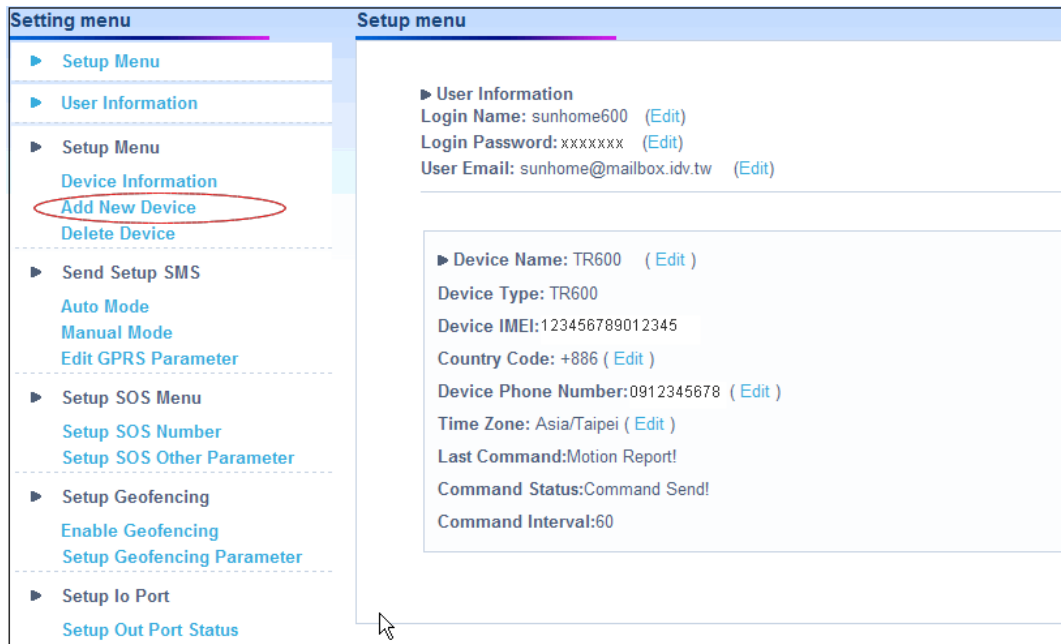 Setting menu
Setup Menu
User Information
Setup Menu
Device Information
Add New Device
Delete Device
Send Setup SMS
Auto Mode
Manual Mode
Edit GPRS Parameter
Setup SOS Menu
Setup SOS Number
Setup SOS Other Parameter
Setup Geofencing
Enable Geofencing
Setup Geofencing Parameter
Setup Io Port
Setup Out Port Status
Setup menu
User Information
Login Name: sunhome600 (Edit)
Login Password: xxxxxxx (Edit)
User Email: sunhome@mailbox.idv.tw (Edit)
Device Name: TR600 ( Edit )
Device Type: TR600
Device IMEI:123456789012345
Country Code: +886 ( Edit )
Device Phone Number:0912345678 ( Edit )
Time Zone: Asia/Taipei ( Edit )
Last Command:Motion Report!
Command Status:Command Send!
Command Interval:60